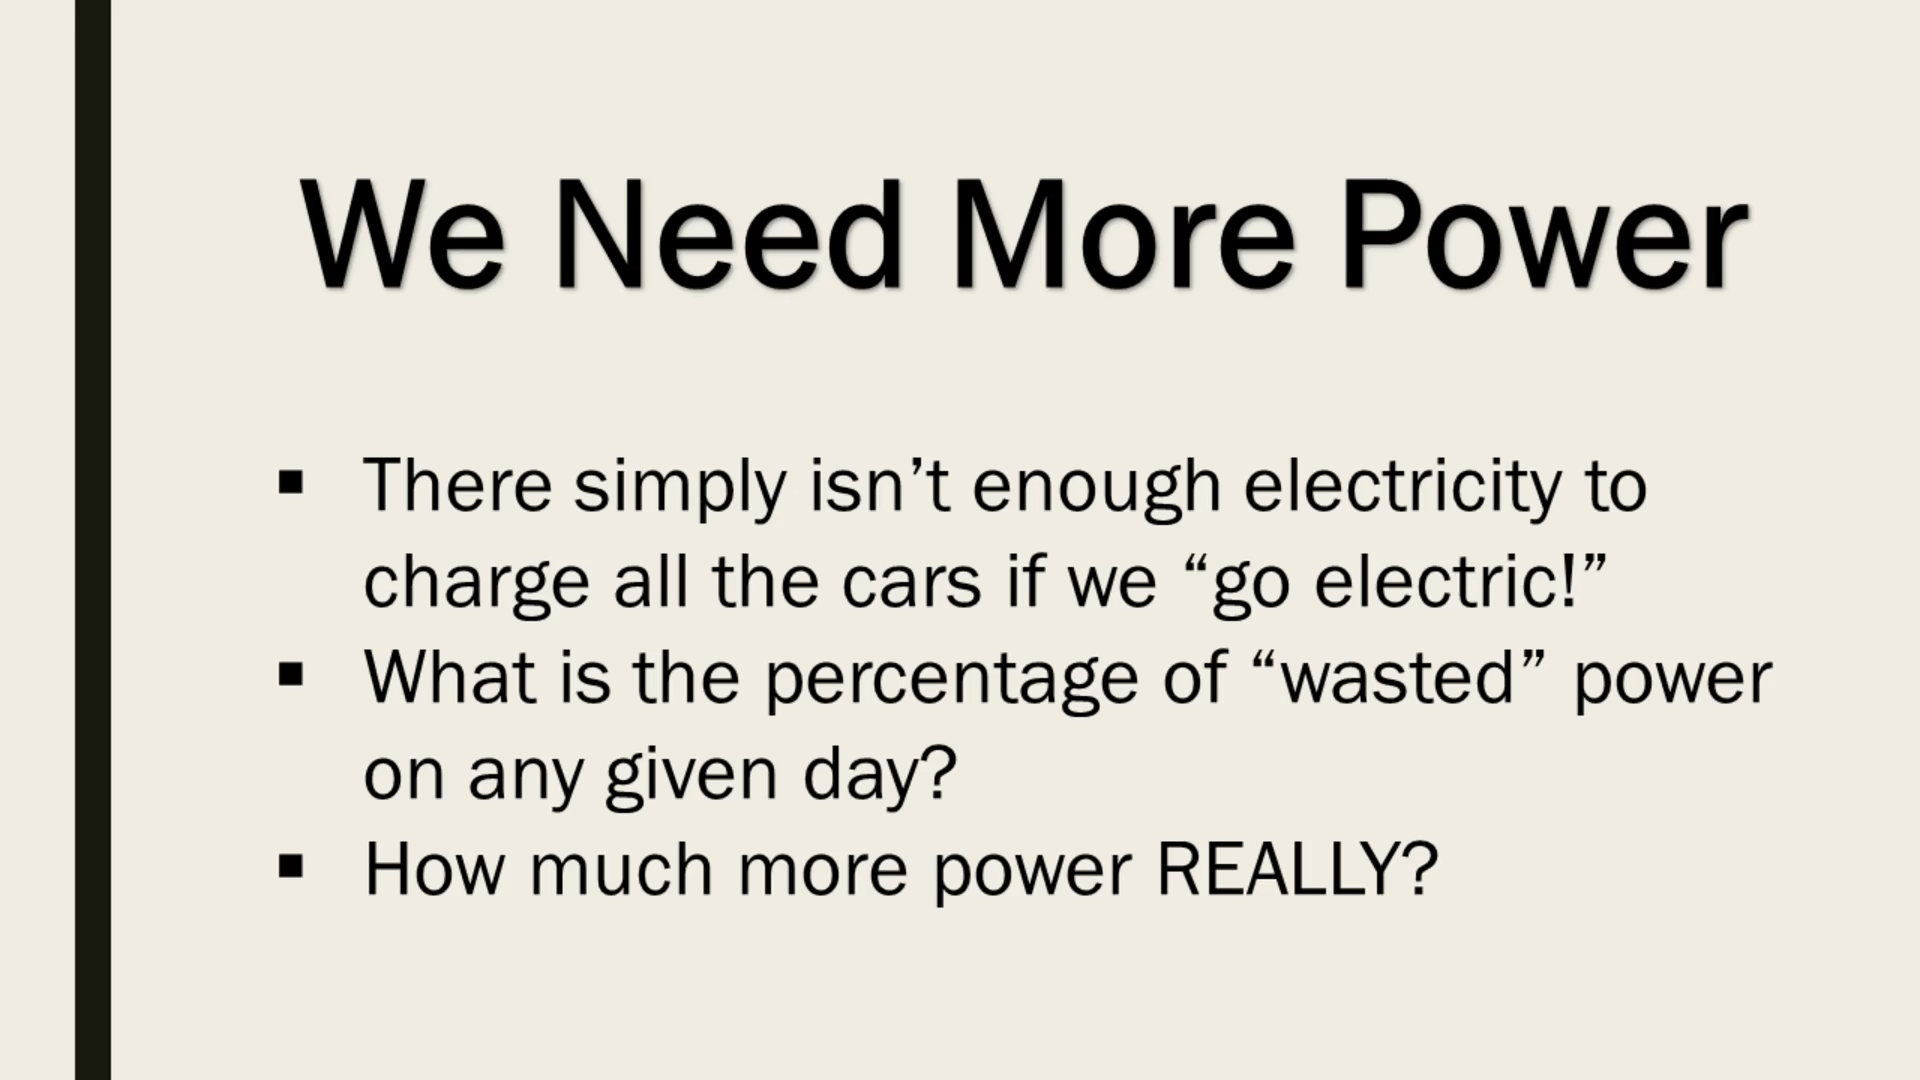 We Need More Power
▪ There simply isn’t enough electricity to
charge all the cars if we “go electric!”
▪ What is the percentage of “wasted” power
on any given day?
▪ How much more power REALLY?